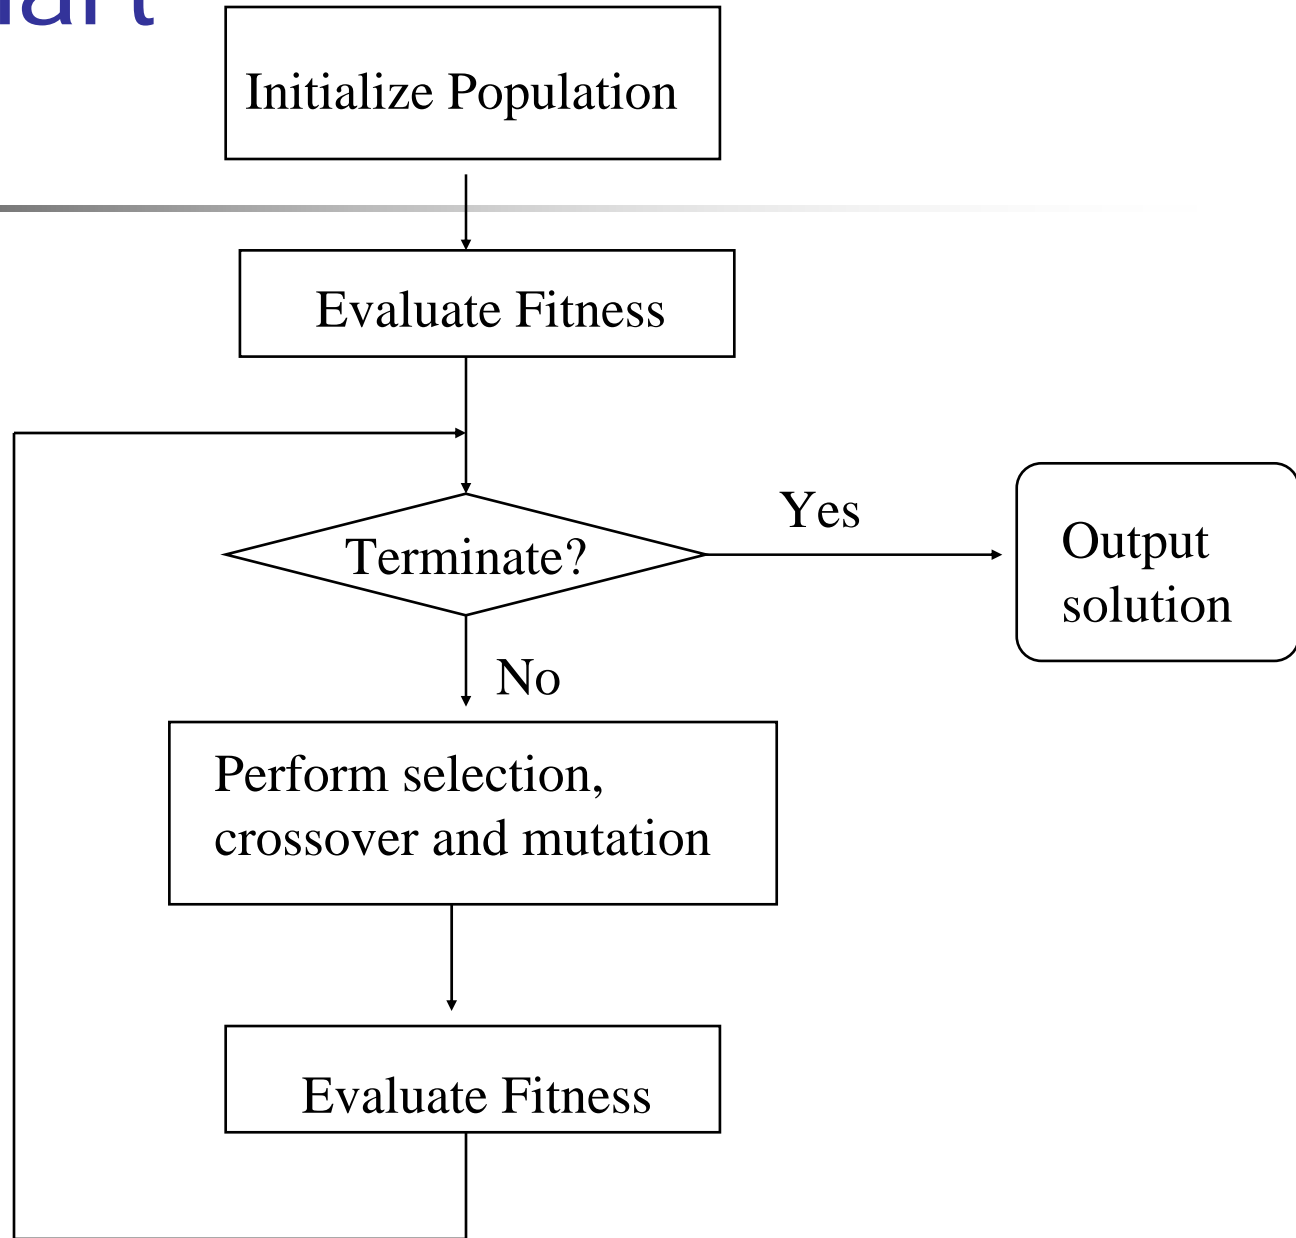 Initialize Population
Evaluate Fitness
Terminate?
Yes
Output
solution
No
Perform selection,
crossover and mutation
Evaluate Fitness